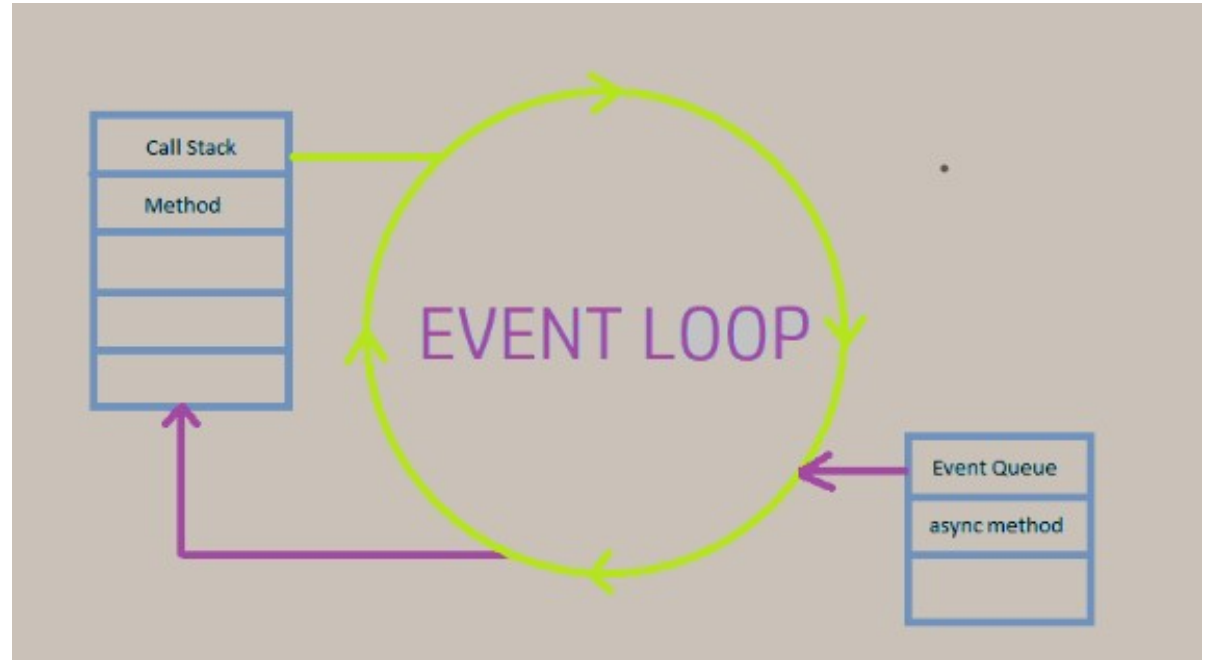 Call Stack
Method
EVENT LOOP
Event Queue
async method